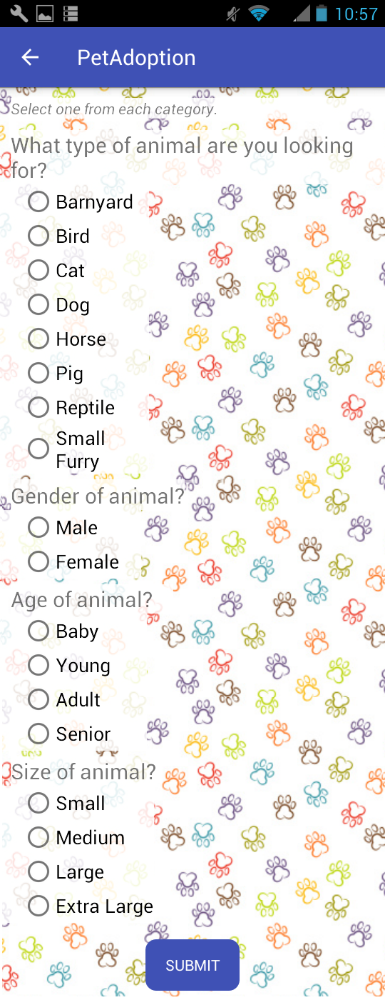 10:57
PetAdoption
Select one from each category.
What type of animal are you looking
for?
Barnyard
Bird
Cat
Dog
Horse
Pig
Reptile
Small
Furry
Gender of animal?
Male
Female
Age of animal?
Baby
Young
Adult
Senior
Size of animal?
Small
Medium
Large
Extra Large
SUBMIT